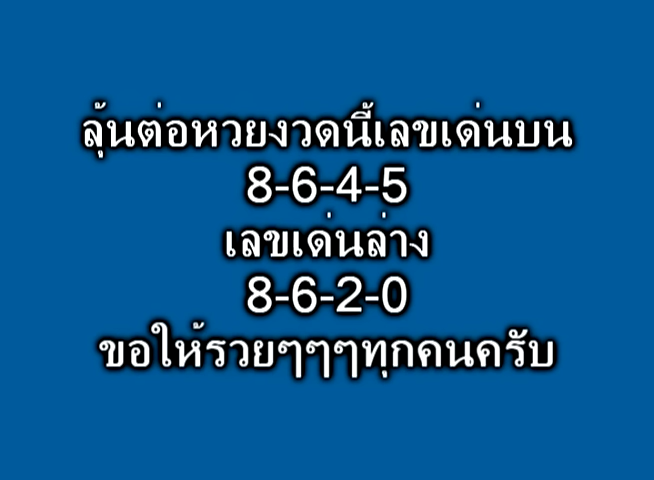 ลุ้นต่อหวยงวดนี้เลขเด่นบน
8-6-4-5
เลขเด่นล่าง
8-6-2-0
ขอให้รวยๆๆๆทุกคนครับ